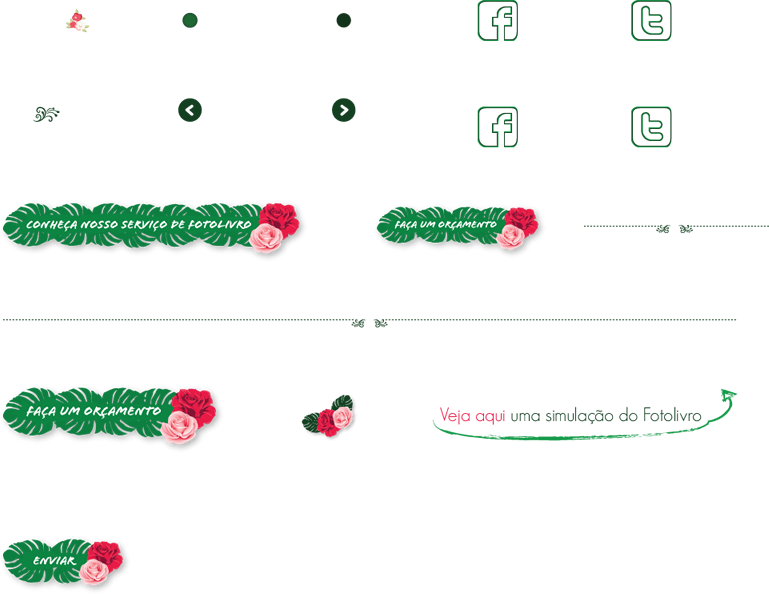 CONHEÇA NOSSO SERVIÇO DE FOTOLIVRO
FAÇA UM ORÇAMENTO
FAÇA UM ORÇAMENTO
Veja aqui uma simulação do Fotolivro
ENVIAR